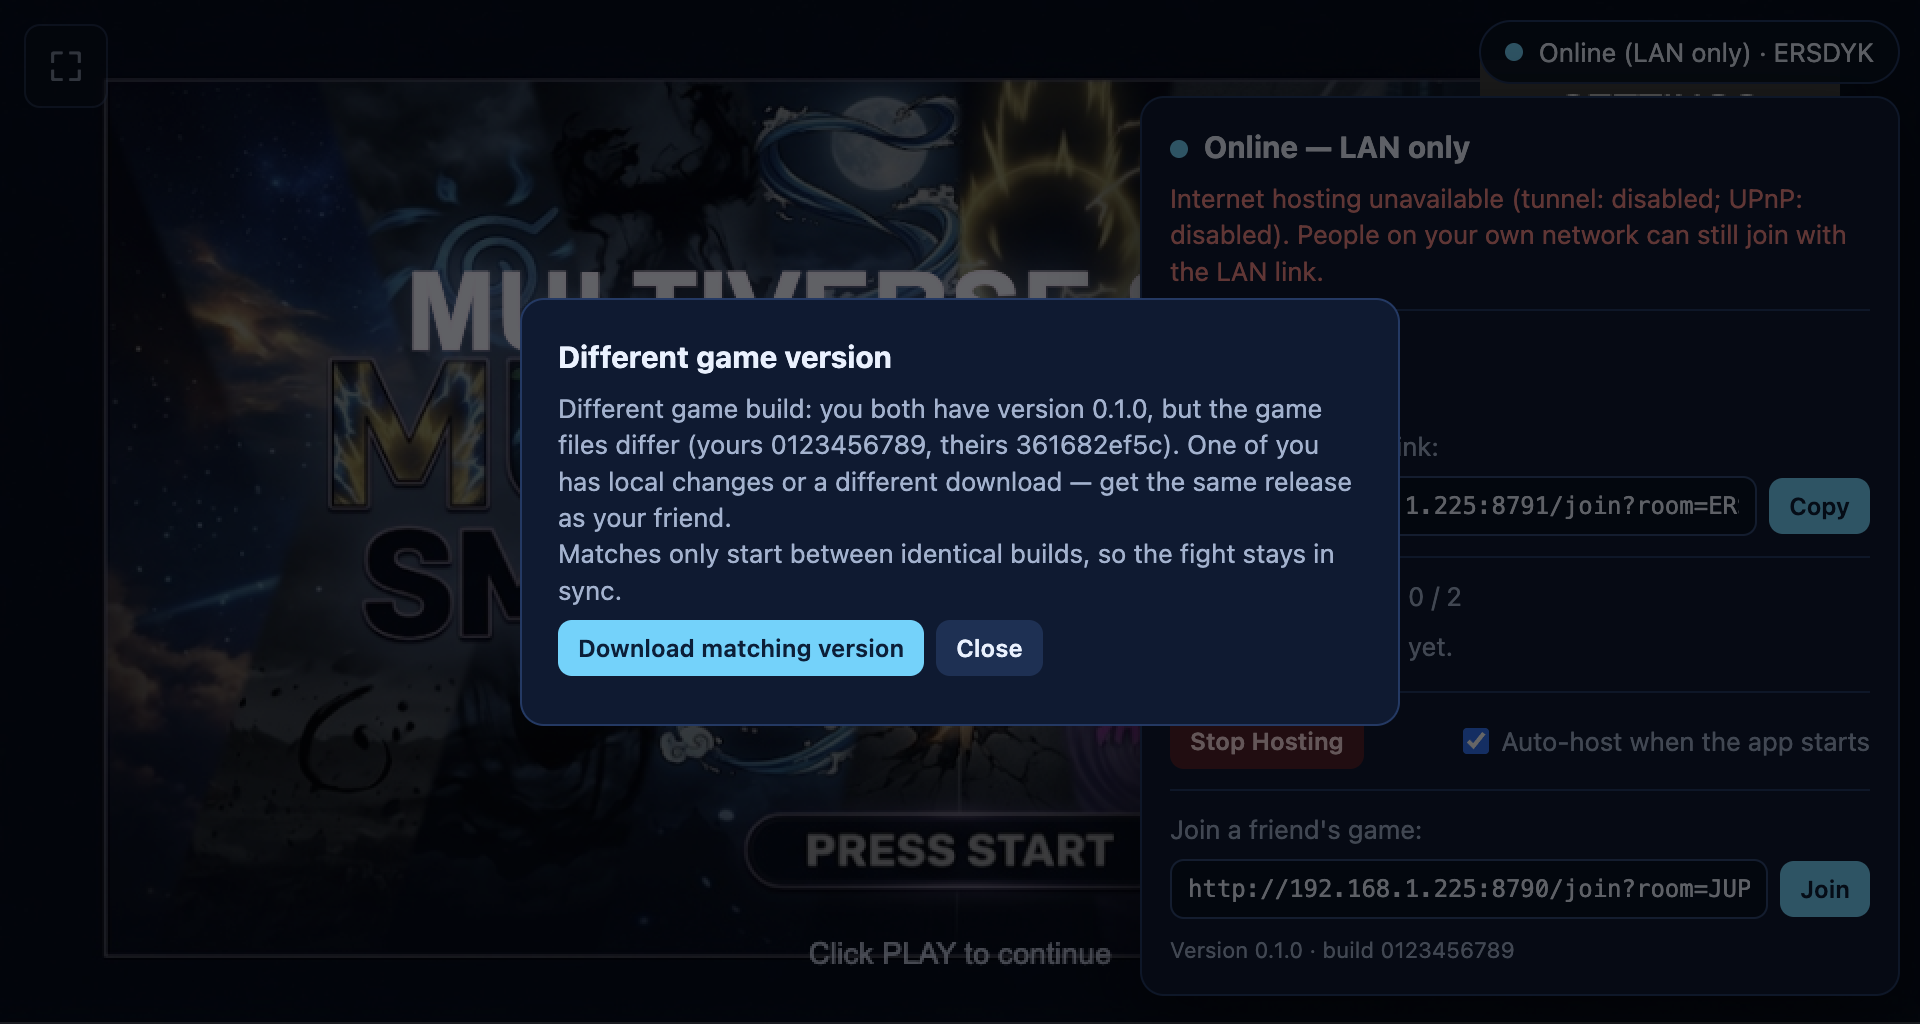 Online (LAN only) · ERSDYK
Online — LAN only
Internet hosting unavailable (tunnel: disabled; UPnP:
disabled). People on your own network can still join with
the LAN link.
MULTIVERSE
Different game version
Different game build: you both have version 0.1.0, but the game
files differ (yours 0123456789, theirs 361682ef5c). One of you
has local changes or a different download — get the same release
as your friend.
Matches only start between identical builds, so the fight stays in
sync.
Download matching version
Close
ink:
1.225:8791/join?room=ER
Copy
0 / 2
yet.
Stop Hosting
Auto-host when the app starts
PRESS START
Join a friend's game:
http://192.168.1.225:8790/join?room=JUP
Join
Click PLAY to continue
Version 0.1.0 · build 0123456789